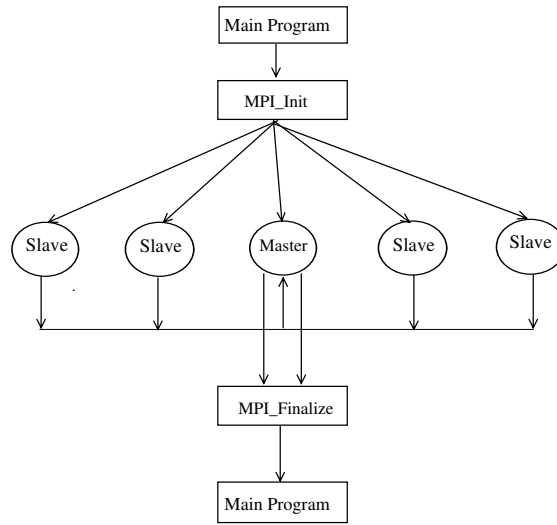 Main Program
MPI_Init
Slave
Slave
Master
Slave
Slave
MPI_Finalize
Main Program